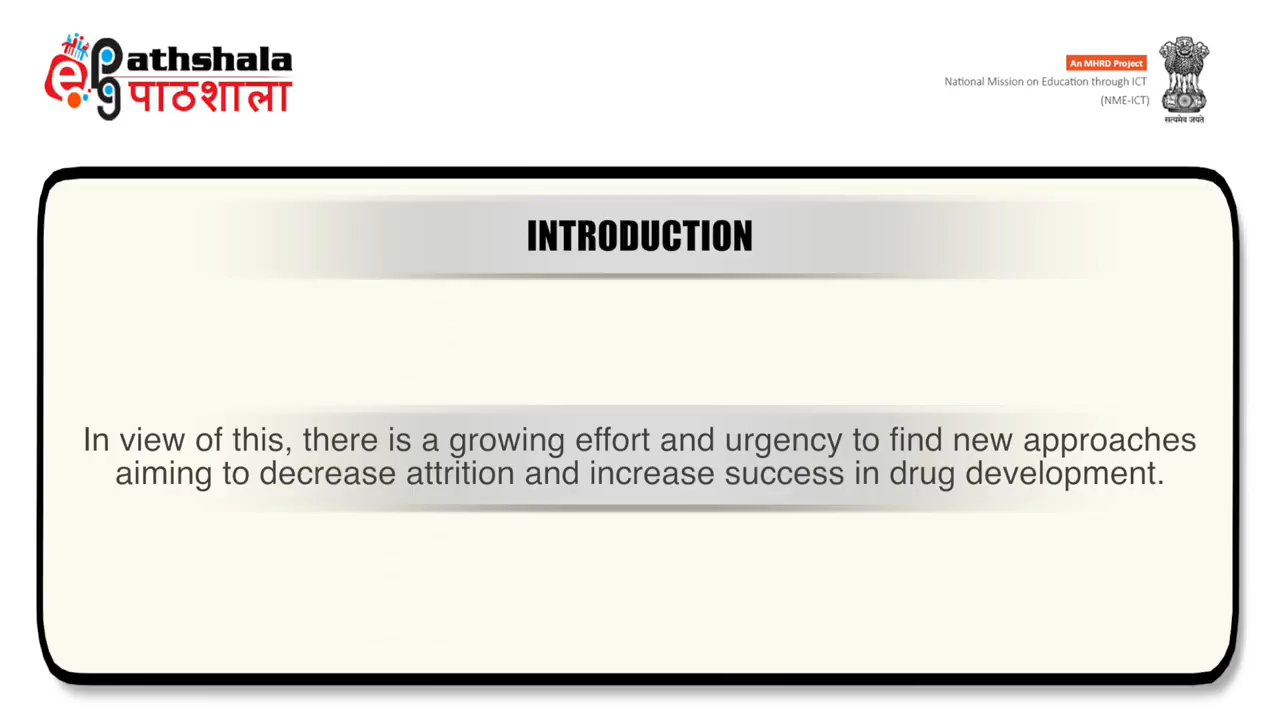 e pg Pathshala
पाठशाला
An MHRD Project
National Mission on Education through ICT
(NME-ICT)
सत्यमेव जयते
INTRODUCTION
In view of this, there is a growing effort and urgency to find new approaches
aiming to decrease attrition and increase success in drug development.